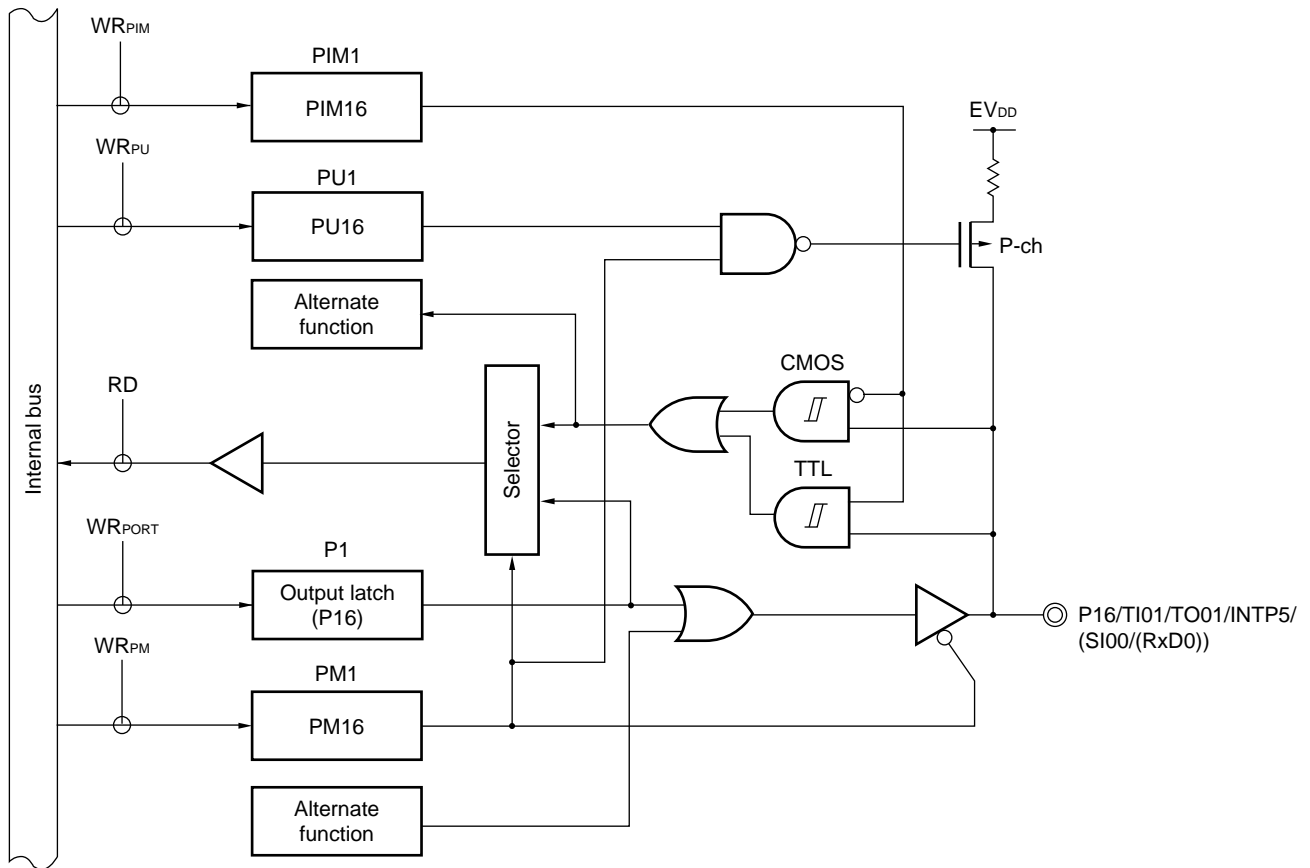 WRPIM
PIM1
PIM16
EVDD
WRPU
PU1
PU16
P-ch
Alternate
function
CMOS
RD
Internal bus
Selector
TTL
WRPORT
P1
Output latch
(P16)
P16/TI01/TO01/INTP5/
(SI00/(RxD0))
WRPM
PM1
PM16
Alternate
function